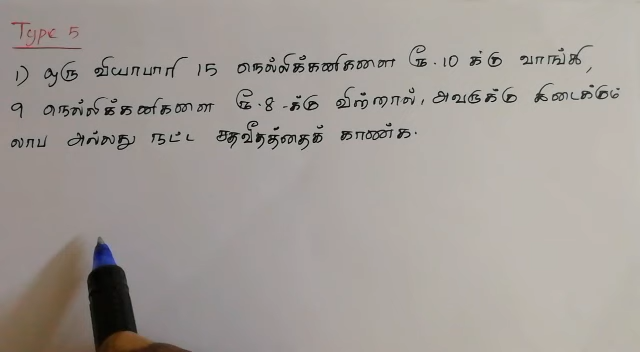 Type 5
1) ஒரு வியாபாரி 15 நெல்லிக்கனிகளை ரூ.10 க்கு வாங்கி,
9 நெல்லிக்கனிகளை ரூ.8-க்கு விற்றால், அவருக்கு கிடைக்கும்
லாப அல்லது நட்ட சதவீதத்தைக் காண்க.